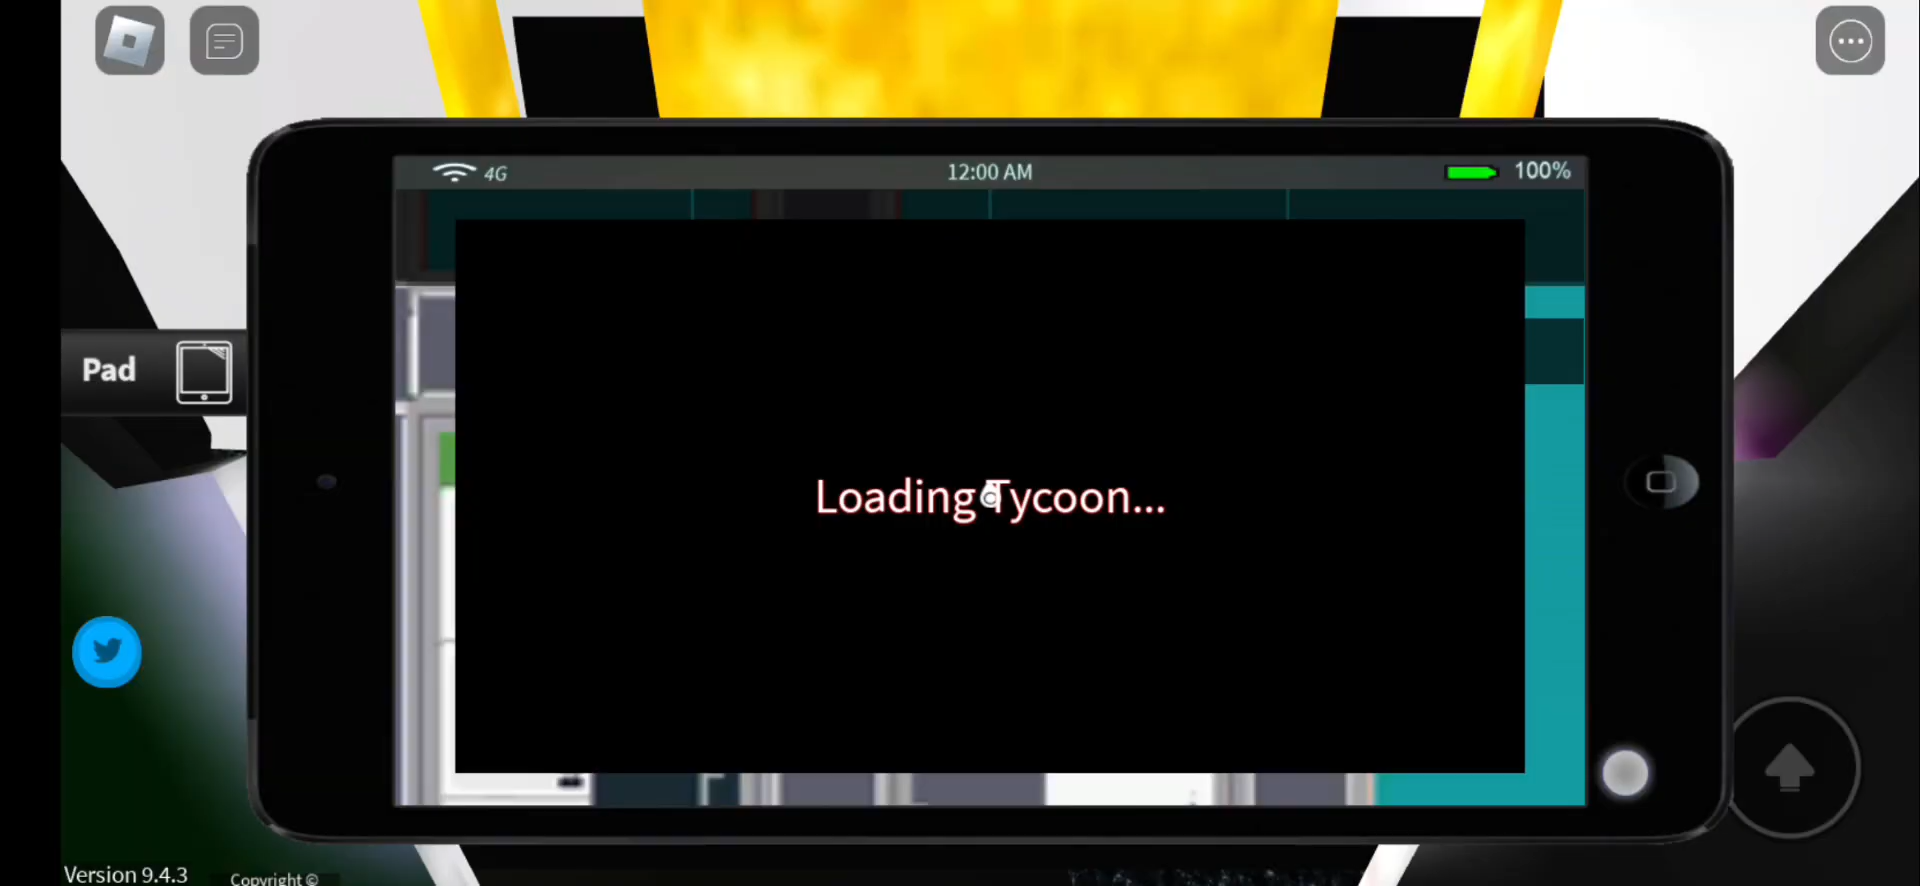 4G
12:00 AM
100%
Pad
Loading Tycoon...
Version 9.4.3
Copyright ©